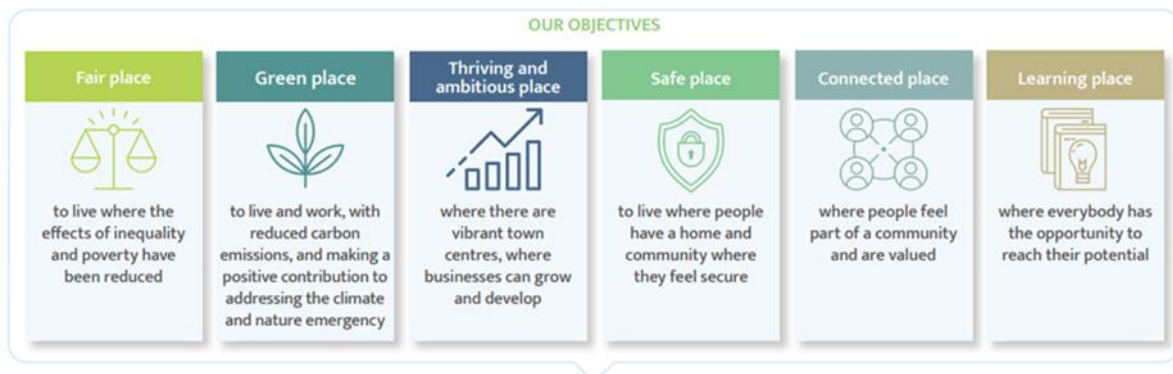 OUR OBJECTIVES
Fair place
to live where the
effects of inequality
and poverty have
been reduced
Green place
to live and work, with
reduced carbon
emissions, and making a
positive contribution to
addressing the climate
and nature emergency
Thriving and
ambitious place
where there are
vibrant town
centres, where
businesses can grow
and develop
Safe place
to live where people
have a home and
community where
they feel secure
Connected place
where people feel
part of a community
and are valued
Learning place
where everybody has
the opportunity to
reach their potential